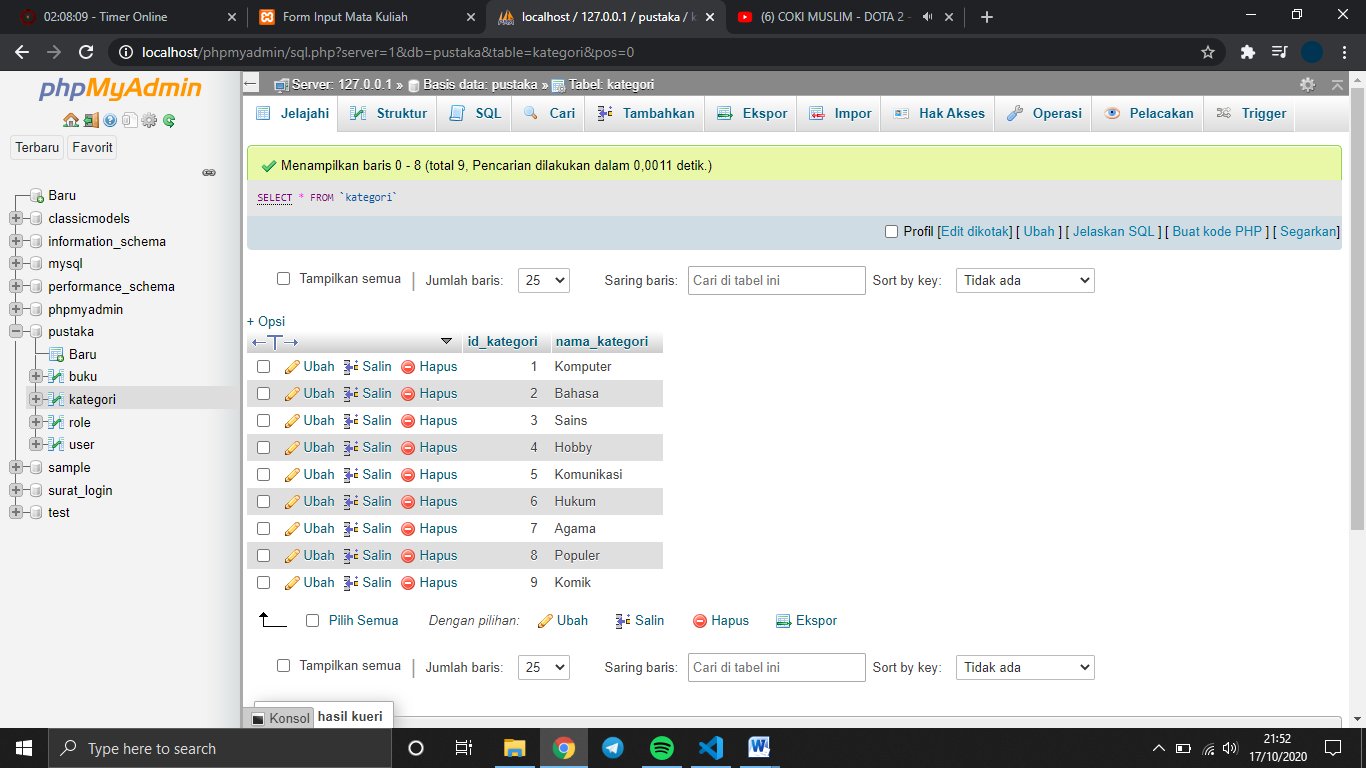 02:08:09 - Timer Online
Form Input Mata Kuliah
localhost / 127.0.0.1 / pustaka / k
(6) COKI MUSLIM - DOTA 2 -
localhost/phpmyadmin/sql.php?server=1&db=pustaka&table=kategori&pos=0
phpMyAdmin
Terbaru Favorit
Baru
classicmodels
information_schema
mysql
performance_schema
phpmyadmin
pustaka
Baru
buku
kategori
role
user
sample
surat_login
test
Server: 127.0.0.1 » Basis data: pustaka » Tabel: kategori
Jelajahi Struktur SQL Cari Tambahkan Ekspor Impor Hak Akses Operasi Pelacakan Trigger
Menampilkan baris 0 - 8 (total 9, Pencarian dilakukan dalam 0,0011 detik.)
SELECT * FROM `kategori`
Profil [Edit dikotak] [ Ubah ] [ Jelaskan SQL ] [ Buat kode PHP ] [ Segarkan]
Tampilkan semua | Jumlah baris: 25 Saring baris: Cari di tabel ini Sort by key: Tidak ada
+ Opsi
←T→ id_kategori nama_kategori
Ubah Salin Hapus 1 Komputer
Ubah Salin Hapus 2 Bahasa
Ubah Salin Hapus 3 Sains
Ubah Salin Hapus 4 Hobby
Ubah Salin Hapus 5 Komunikasi
Ubah Salin Hapus 6 Hukum
Ubah Salin Hapus 7 Agama
Ubah Salin Hapus 8 Populer
Ubah Salin Hapus 9 Komik
Pilih Semua Dengan pilihan: Ubah Salin Hapus Ekspor
Tampilkan semua | Jumlah baris: 25 Saring baris: Cari di tabel ini Sort by key: Tidak ada
Konsol hasil kueri
Type here to search
21:52
17/10/2020